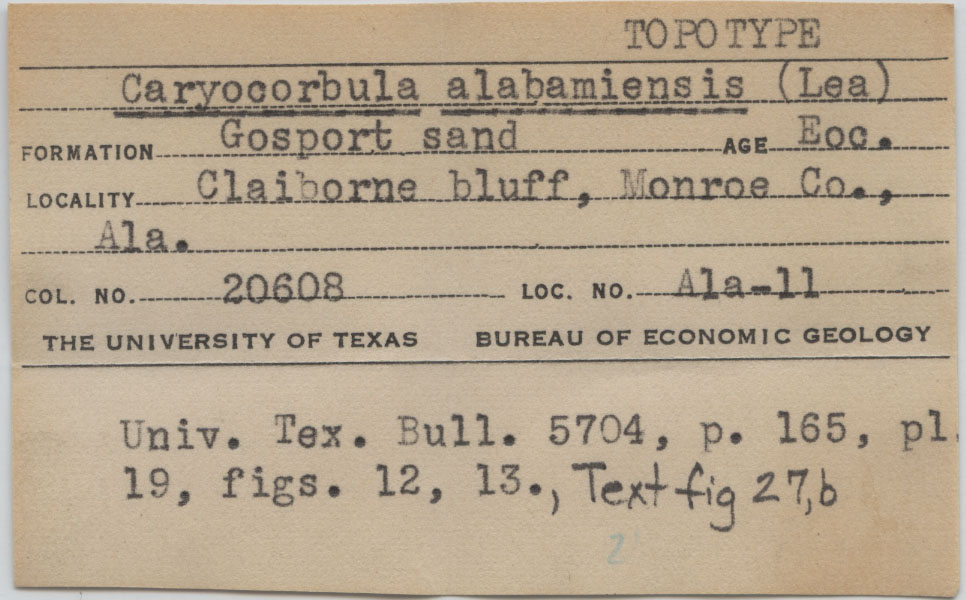 TOPOTYPE
Caryocorbula alabamiensis (Lea)
FORMATION Gosport sand AGE Eoc.
LOCALITY Claiborne bluff, Monroe Co.,
Ala.
COL. NO. 20608 LOC. NO. Ala-11
THE UNIVERSITY OF TEXAS BUREAU OF ECONOMIC GEOLOGY
Univ. Tex. Bull. 5704, p. 165, pl.
19, figs. 12, 13., Text fig 27,b
2